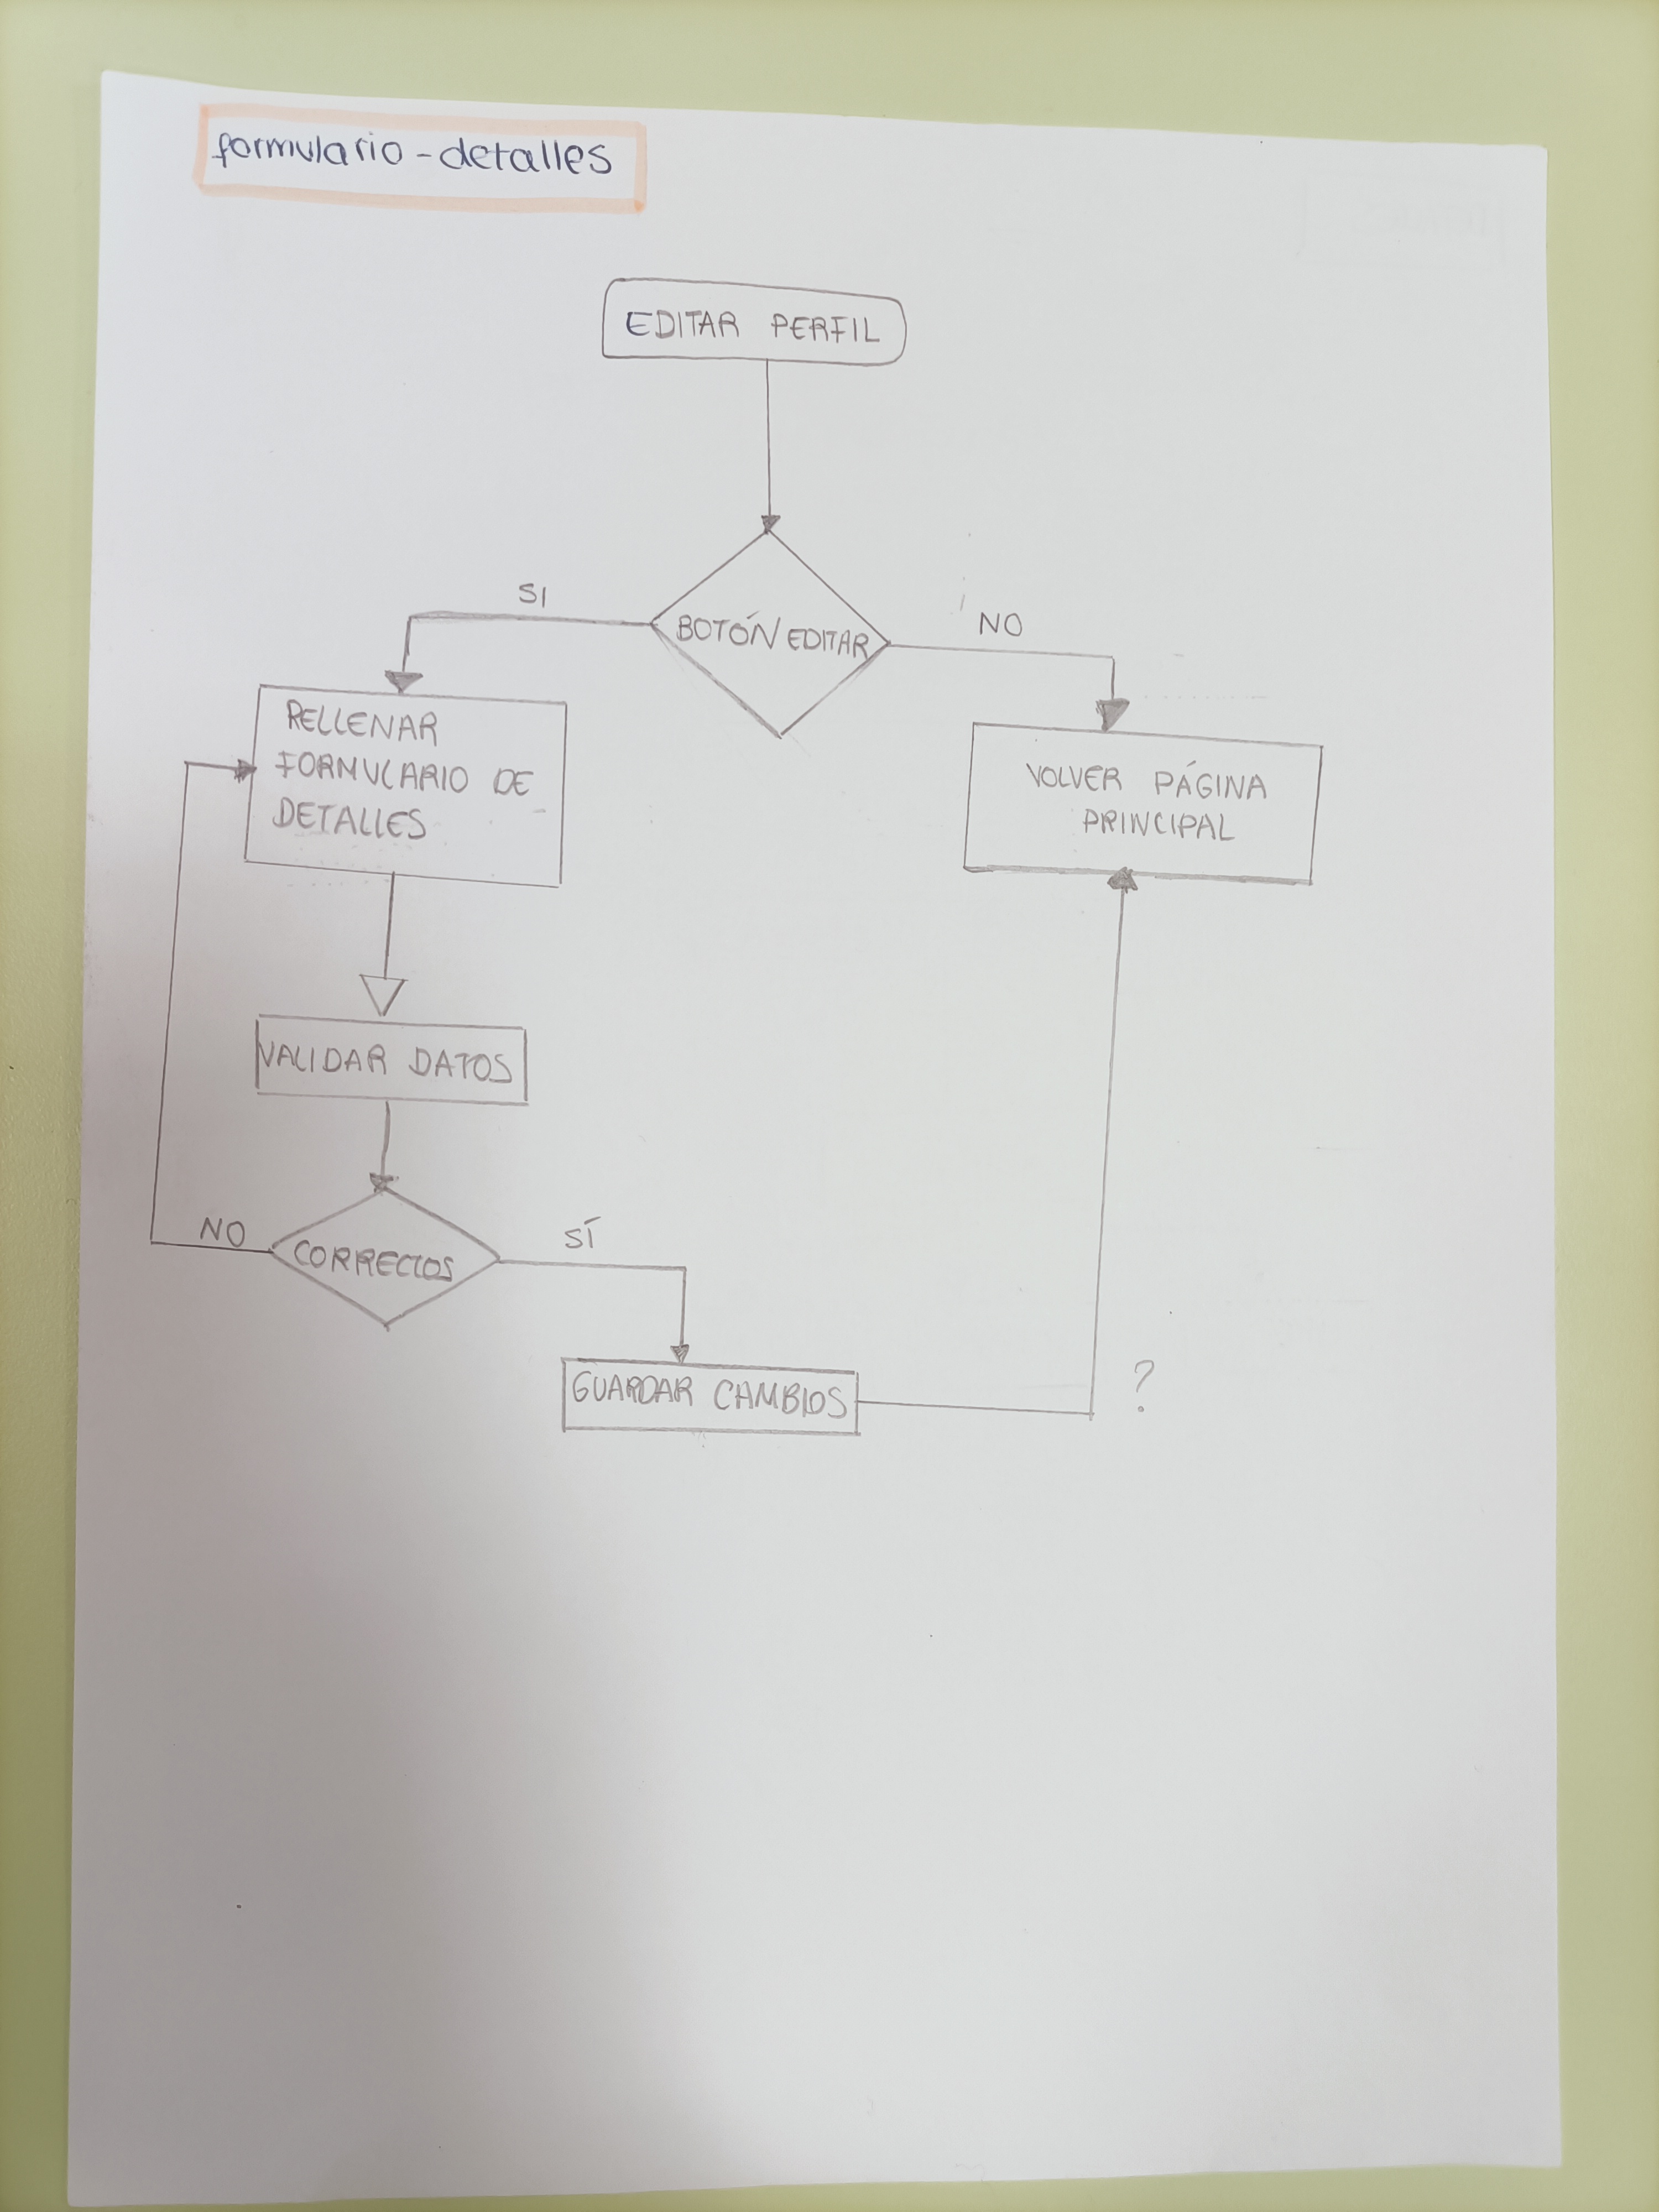 formulario - detalles
EDITAR PERFIL
SI
BOTÓN EDITAR
NO
RELLENAR
FORMULARIO DE
DETALLES
VOLVER PÁGINA
PRINCIPAL
VALIDAR DATOS
NO
CORRECTOS
SÍ
GUARDAR CAMBIOS
?